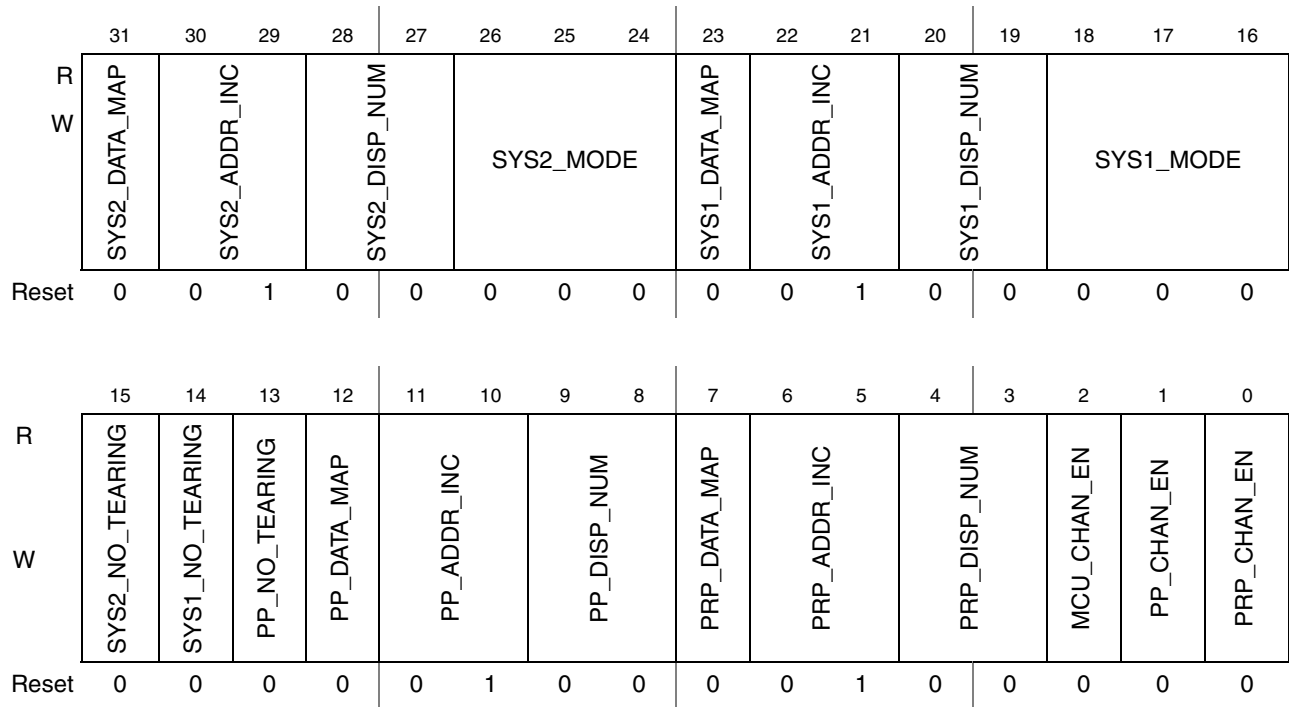 31 30 29 28 27 26 25 24 23 22 21 20 19 18 17 16
R
W
SYS2_DATA_MAP
SYS2_ADDR_INC
SYS2_DISP_NUM
SYS2_MODE
SYS1_DATA_MAP
SYS1_ADDR_INC
SYS1_DISP_NUM
SYS1_MODE
Reset 0 0 1 0 0 0 0 0 0 0 1 0 0 0 0 0
15 14 13 12 11 10 9 8 7 6 5 4 3 2 1 0
R
W
SYS2_NO_TEARING
SYS1_NO_TEARING
PP_NO_TEARING
PP_DATA_MAP
PP_ADDR_INC
PP_DISP_NUM
PRP_DATA_MAP
PRP_ADDR_INC
PRP_DISP_NUM
MCU_CHAN_EN
PP_CHAN_EN
PRP_CHAN_EN
Reset 0 0 0 0 0 1 0 0 0 0 1 0 0 0 0 0